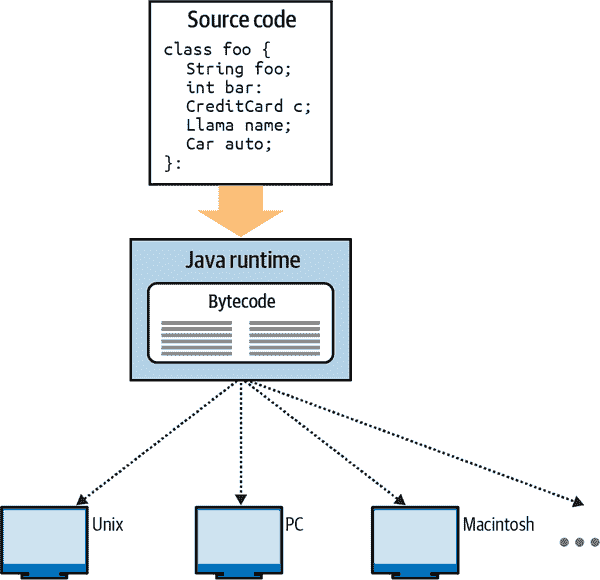 Source code
class foo {
String foo;
int bar:
CreditCard c;
Llama name;
Car auto;
}:
Java runtime
Bytecode
Unix
PC
Macintosh